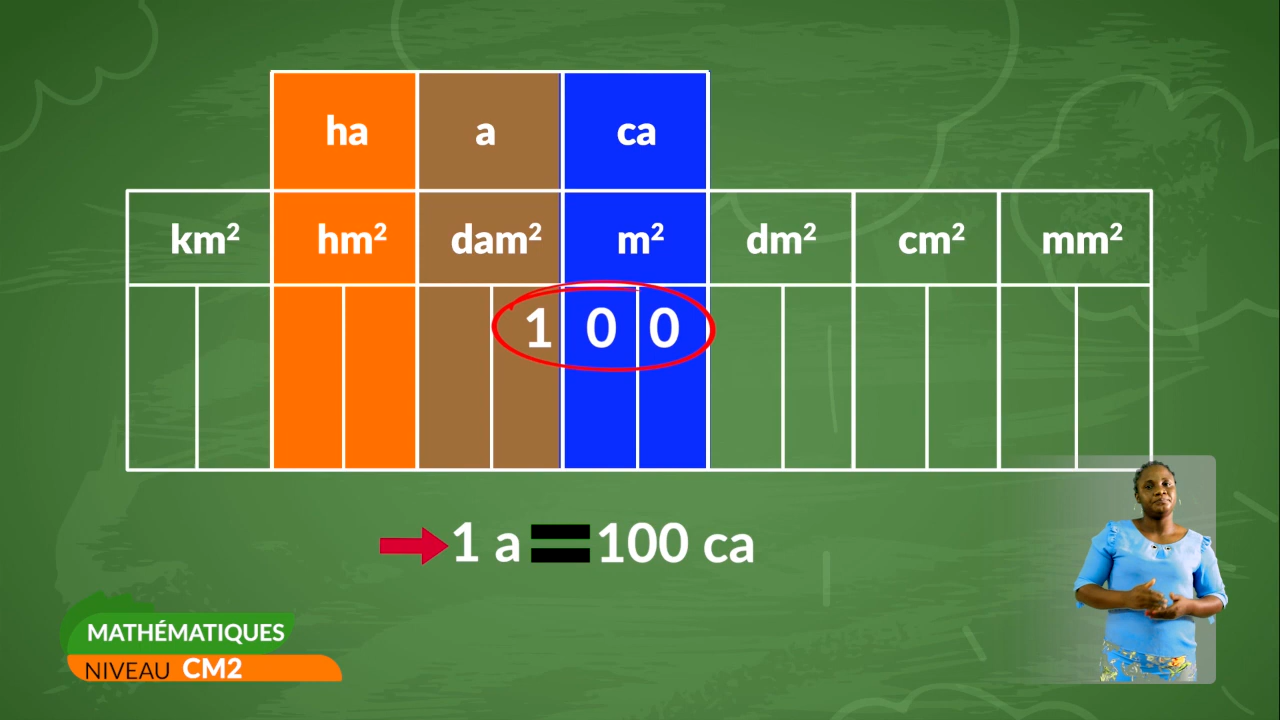 ha a ca
km² hm² dam² m² dm² cm² mm²
1 0 0
1 a = 100 ca
MATHÉMATIQUES
NIVEAU CM2